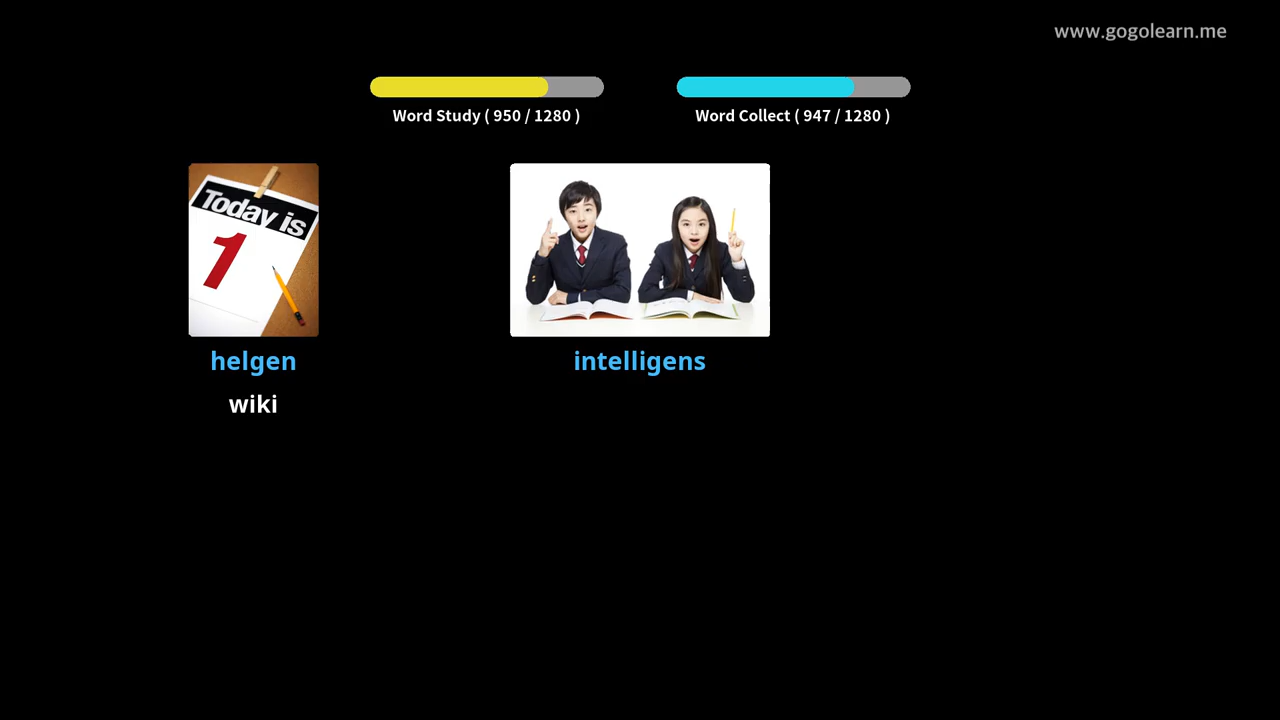 www.gogolearn.me
Word Study ( 950 / 1280 )
Word Collect ( 947 / 1280 )
Today is
1
helgen
intelligens
wiki